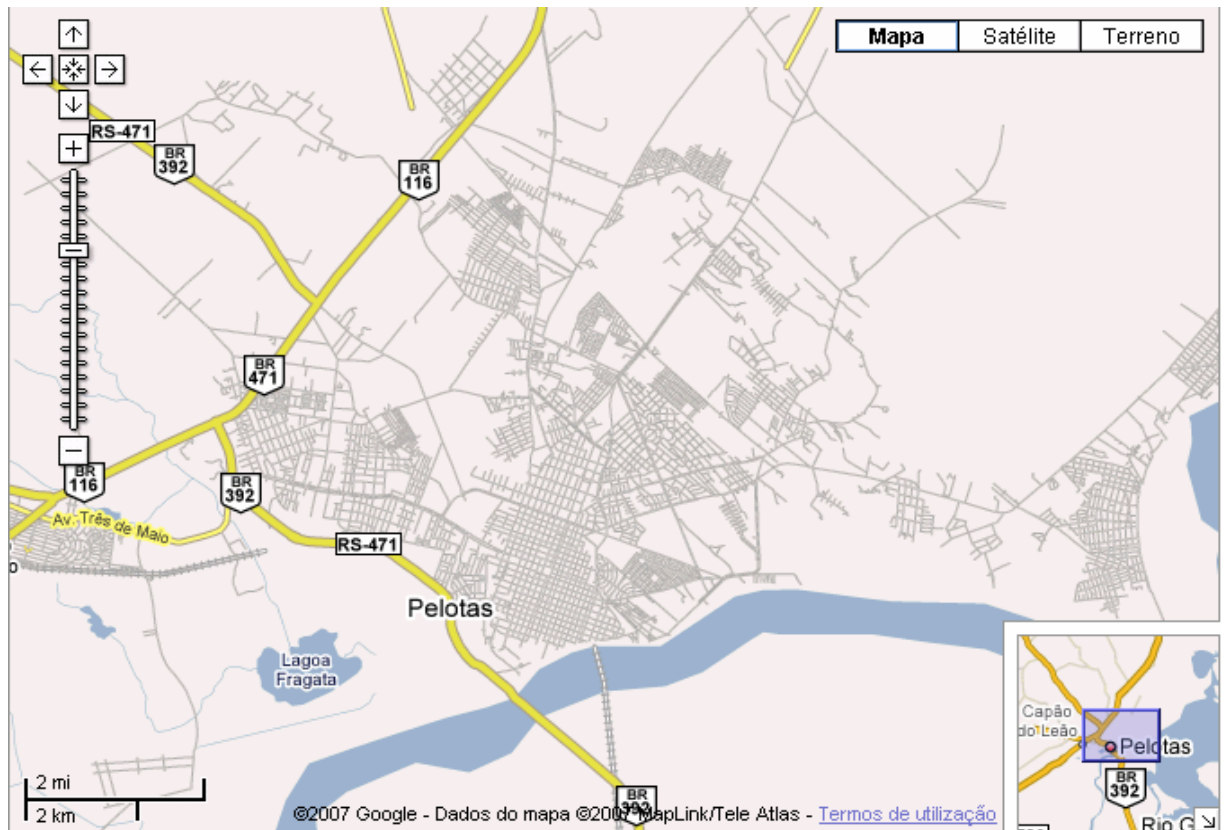 Mapa
Satélite
Terreno
RS-471
BR
392
BR
116
BR
471
BR
116
BR
392
Av. Três de Maio
RS-471
o
Pelotas
Lagoa
Fragata
2 mi
2 km
BR
392
©2007 Google - Dados do mapa ©2007 MapLink/Tele Atlas - Termos de utilização
Capão
do Leão
Pelotas
BR
392
Rio G